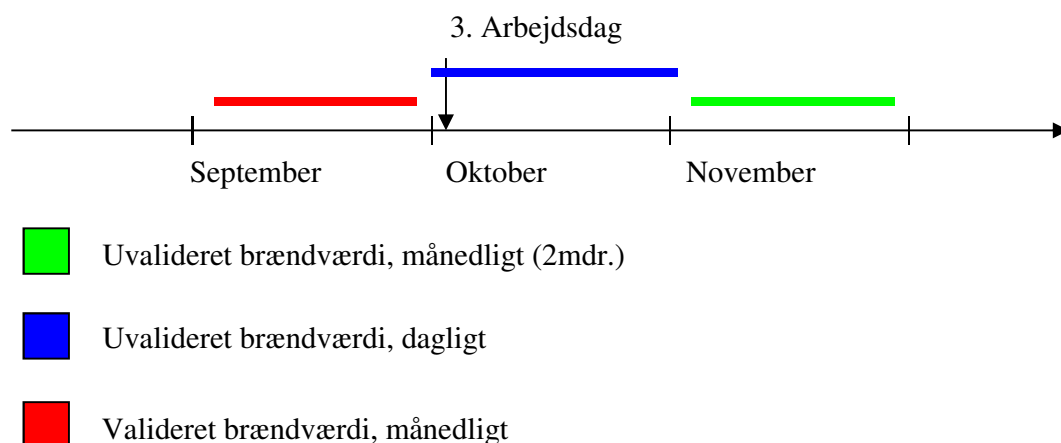 3. Arbejdsdag
September Oktober November
Uvalideret brændværdi, månedligt (2mdr.)
Uvalideret brændværdi, dagligt
Valideret brændværdi, månedligt